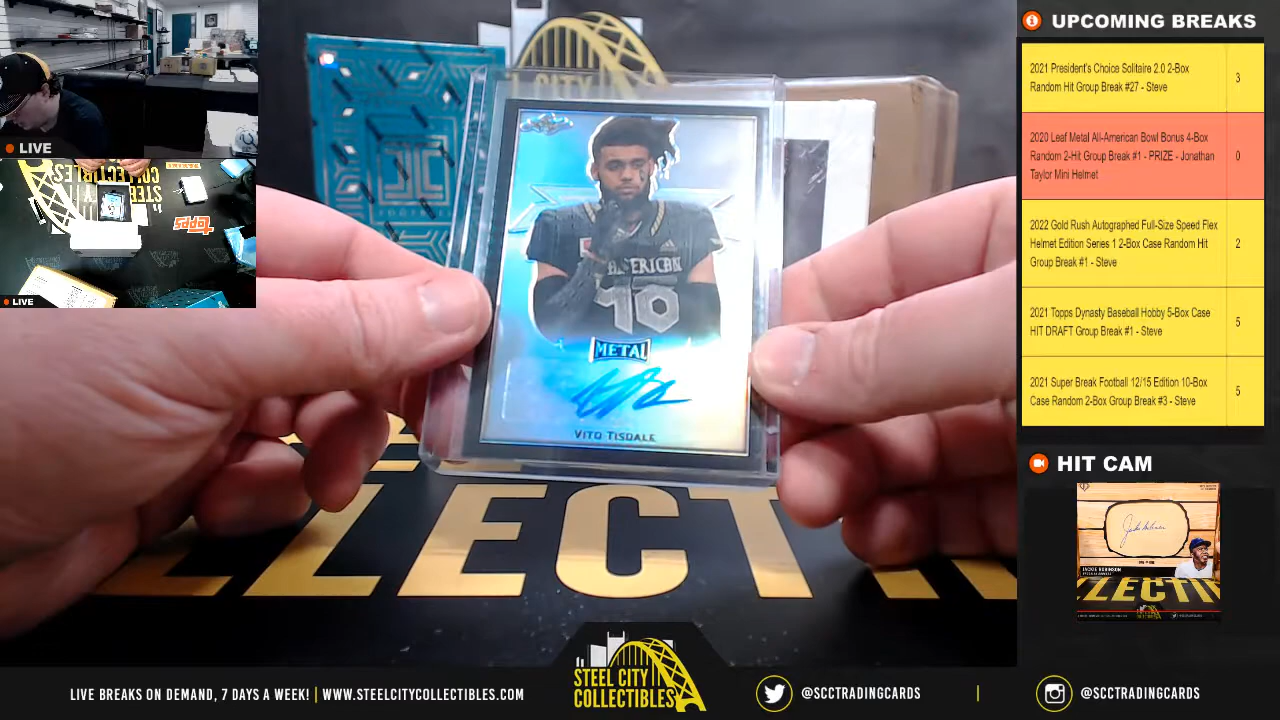 LIVE
LIVE
Topps
AMERICAN
10
METAL
VITO TISDALE
LLECTI
UPCOMING BREAKS
2021 President's Choice Solitaire 2.0 2-Box
Random Hit Group Break #27 - Steve
3
2020 Leaf Metal All-American Bowl Bonus 4-Box
Random 2-Hit Group Break #1 - PRIZE - Jonathan
Taylor Mini Helmet
0
2022 Gold Rush Autographed Full-Size Speed Flex
Helmet Edition Series 1 2-Box Case Random Hit
Group Break #1 - Steve
2
2021 Topps Dynasty Baseball Hobby 5-Box Case
HIT DRAFT Group Break #1 - Steve
5
2021 Super Break Football 12/15 Edition 10-Box
Case Random 2-Box Group Break #3 - Steve
5
HIT CAM
JACKIE ROBINSON
LECTI
LIVE BREAKS ON DEMAND, 7 DAYS A WEEK! | WWW.STEELCITYCOLLECTIBLES.COM
STEEL CITY
COLLECTIBLES
@SCCTRADINGCARDS
@SCCTRADINGCARDS